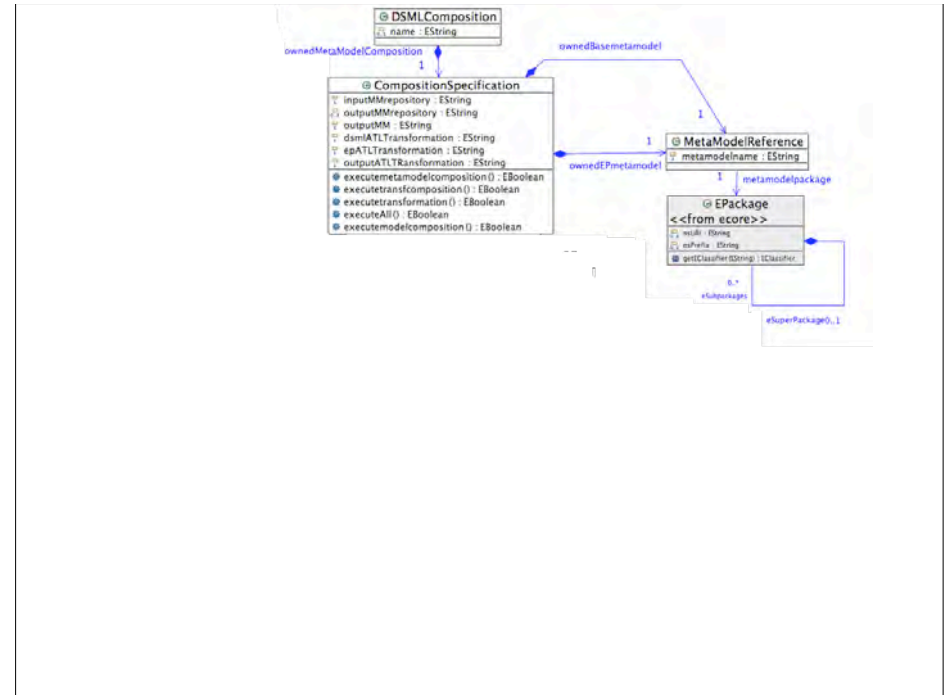 DSMLComposition
name : EString
ownedMetaModelComposition
1
ownedBasemetamodel
1
CompositionSpecification
inputMMrepository : EString
outputMMrepository : EString
outputMM : EString
dsmlATLTransformation : EString
epATLTransformation : EString
outputATLTRansformation : EString
executemetamodelcomposition() : EBoolean
executetransfcomposition() : EBoolean
executetransformation() : EBoolean
executeAll() : EBoolean
executemodelcomposition() : EBoolean
1
ownedEPmetamodel
MetaModelReference
metamodelname : EString
1
metamodelpackage
EPackage
<<from ecore>>
nsURI : EString
nsPrefix : EString
getEClassifier(EString) : EClassifier
0..*
eSubpackages
eSuperPackage0..1